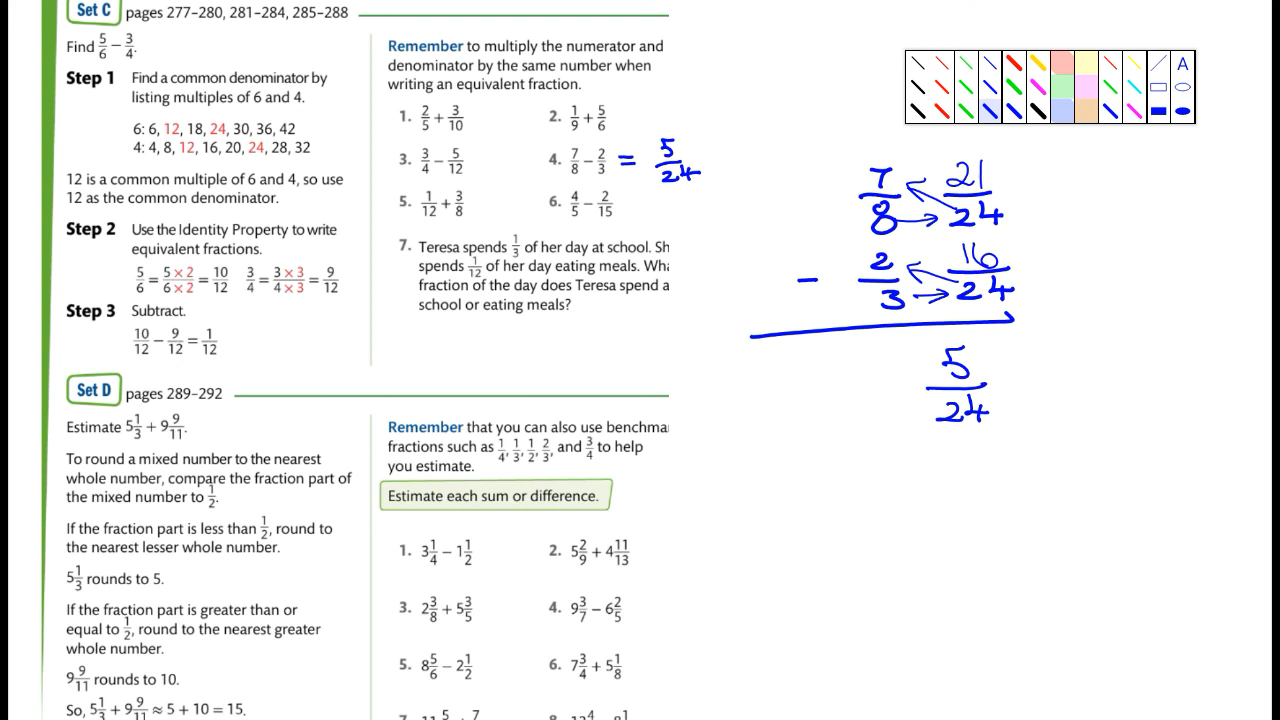 Set C pages 277–280, 281–284, 285–288
Find 5/6 − 3/4.
Step 1 Find a common denominator by
listing multiples of 6 and 4.
6: 6, 12, 18, 24, 30, 36, 42
4: 4, 8, 12, 16, 20, 24, 28, 32
12 is a common multiple of 6 and 4, so use
12 as the common denominator.
Step 2 Use the Identity Property to write
equivalent fractions.
5/6 = 5 × 2/6 × 2 = 10/12 3/4 = 3 × 3/4 × 3 = 9/12
Step 3 Subtract.
10/12 − 9/12 = 1/12
Remember to multiply the numerator and
denominator by the same number when
writing an equivalent fraction.
1. 2/5 + 3/10 2. 1/9 + 5/6
3. 3/4 − 5/12 4. 7/8 − 2/3 = 5/24
5. 1/12 + 3/8 6. 4/5 − 2/15
7. Teresa spends 1/3 of her day at school. Sh
spends 1/12 of her day eating meals. Wha
fraction of the day does Teresa spend a
school or eating meals?
Set D pages 289–292
Estimate 5 1/3 + 9 9/11.
To round a mixed number to the nearest
whole number, compare the fraction part of
the mixed number to 1/2.
If the fraction part is less than 1/2, round to
the nearest lesser whole number.
5 1/3 rounds to 5.
If the fraction part is greater than or
equal to 1/2, round to the nearest greater
whole number.
9 9/11 rounds to 10.
So, 5 1/3 + 9 9/11 ≈ 5 + 10 = 15.
Remember that you can also use benchma
fractions such as 1/4, 1/3, 1/2, 2/3, and 3/4 to help
you estimate.
Estimate each sum or difference.
1. 3 1/4 − 1 1/2 2. 5 2/9 + 4 11/13
3. 2 3/8 + 5 3/5 4. 9 3/7 − 6 2/5
5. 8 5/6 − 2 1/2 6. 7 3/4 + 5 1/8
A
7/8 21/24
− 2/3 16/24
5/24